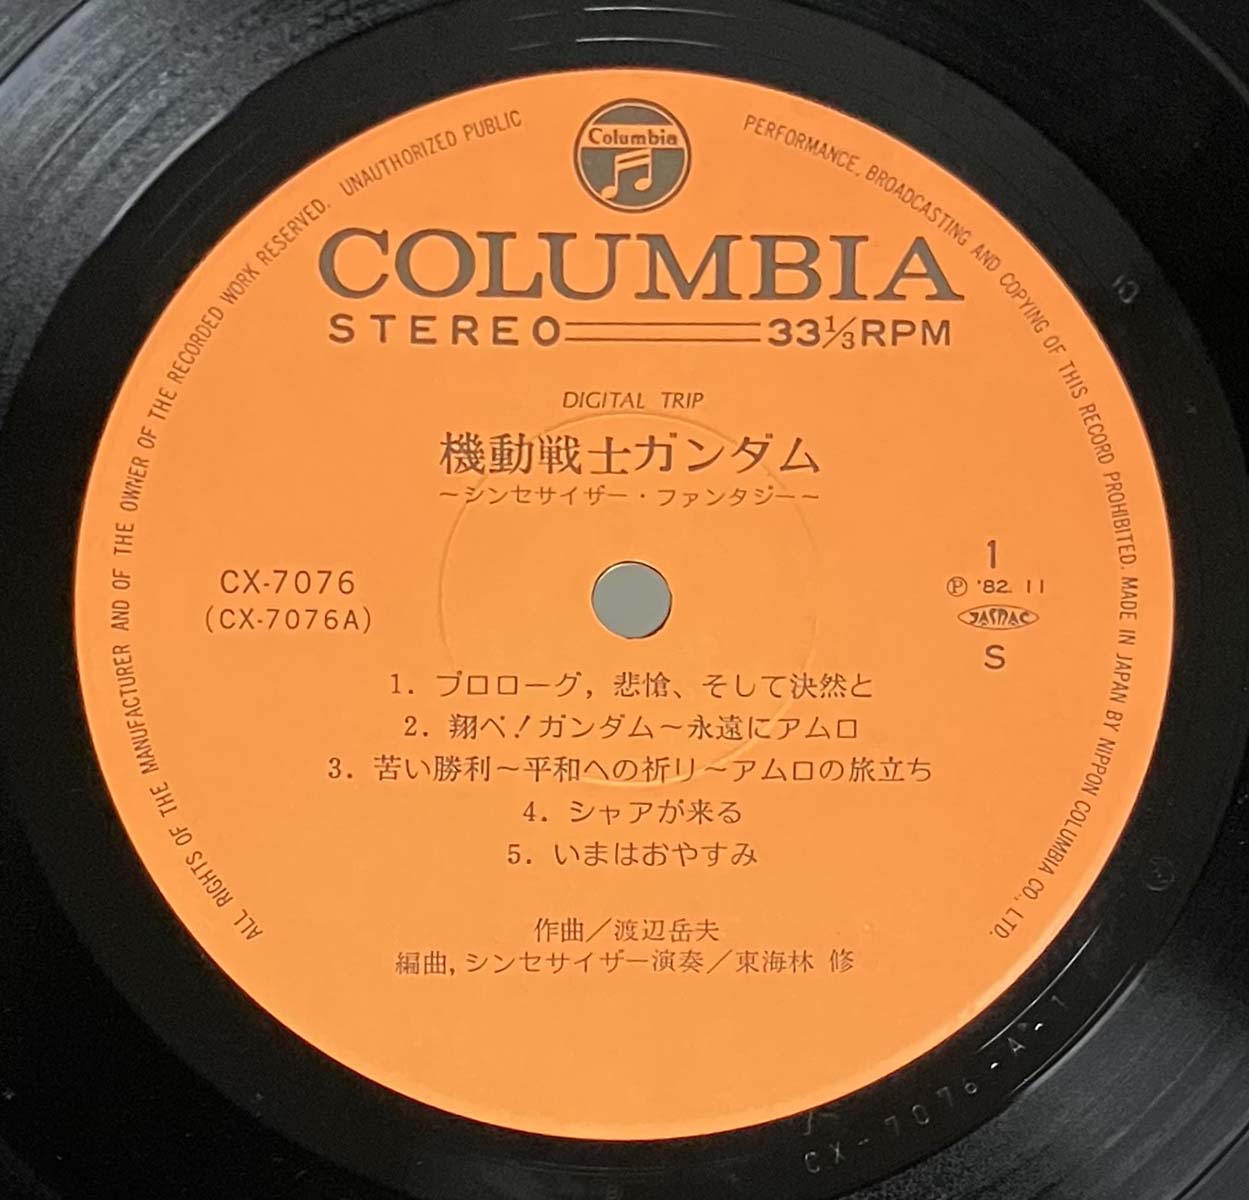 Columbia
COLUMBIA
STEREO 33 1/3 RPM
DIGITAL TRIP
機動戦士ガンダム
～シンセサイザー・ファンタジー～
CX-7076
(CX-7076A)
1
Ⓟ '82. 11
JASRAC
S
1. プロローグ, 悲愴、そして決然と
2. 翔べ！ガンダム～永遠にアムロ
3. 苦い勝利～平和への祈り～アムロの旅立ち
4. シャアが来る
5. いまはおやすみ
作曲／渡辺岳夫
編曲, シンセサイザー演奏／東海林 修
ALL RIGHTS OF THE MANUFACTURER AND OF THE OWNER OF THE RECORDED WORK RESERVED. UNAUTHORIZED PUBLIC PERFORMANCE, BROADCASTING AND COPYING OF THIS RECORD PROHIBITED. MADE IN JAPAN BY NIPPON COLUMBIA CO., LTD.
CX-7076-A-1